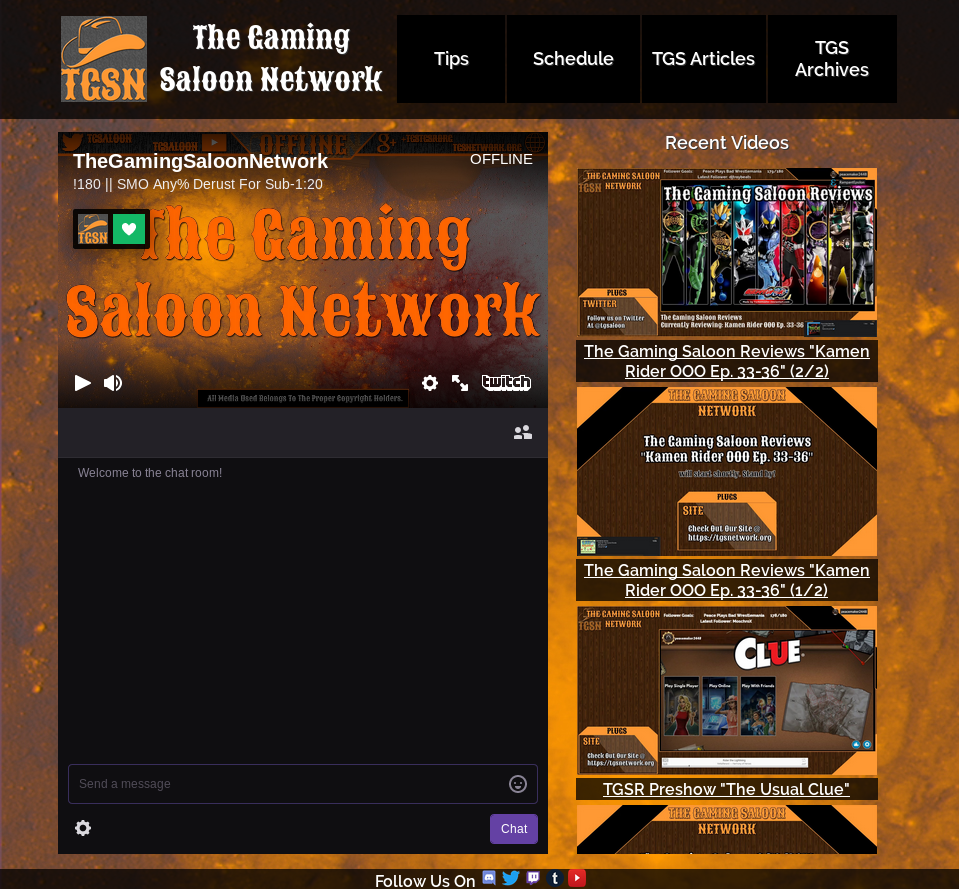 TGSN
The Gaming
Saloon Network
Tips
Schedule
TGS Articles
TGS
Archives
TGSALOON
TGSALOON
OFFLINE
TheGamingSaloonNetwork
OFFLINE
!180 || SMO Any% Derust For Sub-1:20
TGSN
The Gaming
Saloon Network
twitch
All Media Used Belongs To The Proper Copyright Holders.
Welcome to the chat room!
Send a message
Chat
Recent Videos
THE GAMING SALOON
NETWORK
TGSN
The Gaming Saloon Reviews
PLUGS
TWITTER
Follow us on Twitter
At @tgsaloon
The Gaming Saloon Reviews
Currently Reviewing: Kamen Rider OOO Ep. 33-36
The Gaming Saloon Reviews "Kamen
Rider OOO Ep. 33-36" (2/2)
THE GAMING SALOON
NETWORK
The Gaming Saloon Reviews
"Kamen Rider OOO Ep. 33-36"
will start shortly. Stand by!
PLUGS
SITE
Check Out Our Site @
https://tgsnetwork.org
The Gaming Saloon Reviews "Kamen
Rider OOO Ep. 33-36" (1/2)
THE GAMING SALOON
NETWORK
TGSN
CLUE
Play Single Player
Play Online
Play With Friends
PLUGS
SITE
Check Out Our Site @
https://tgsnetwork.org
TGSR Preshow "The Usual Clue"
THE GAMING SALOON
NETWORK
Follow Us On